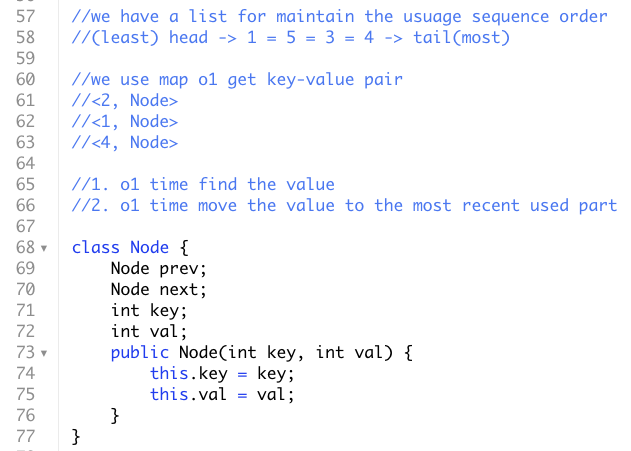 57 //we have a list for maintain the usuage sequence order
58 //(least) head -> 1 = 5 = 3 = 4 -> tail(most)
59
60 //we use map o1 get key-value pair
61 //<2, Node>
62 //<1, Node>
63 //<4, Node>
64
65 //1. o1 time find the value
66 //2. o1 time move the value to the most recent used part
67
68 class Node {
69     Node prev;
70     Node next;
71     int key;
72     int val;
73     public Node(int key, int val) {
74         this.key = key;
75         this.val = val;
76     }
77 }